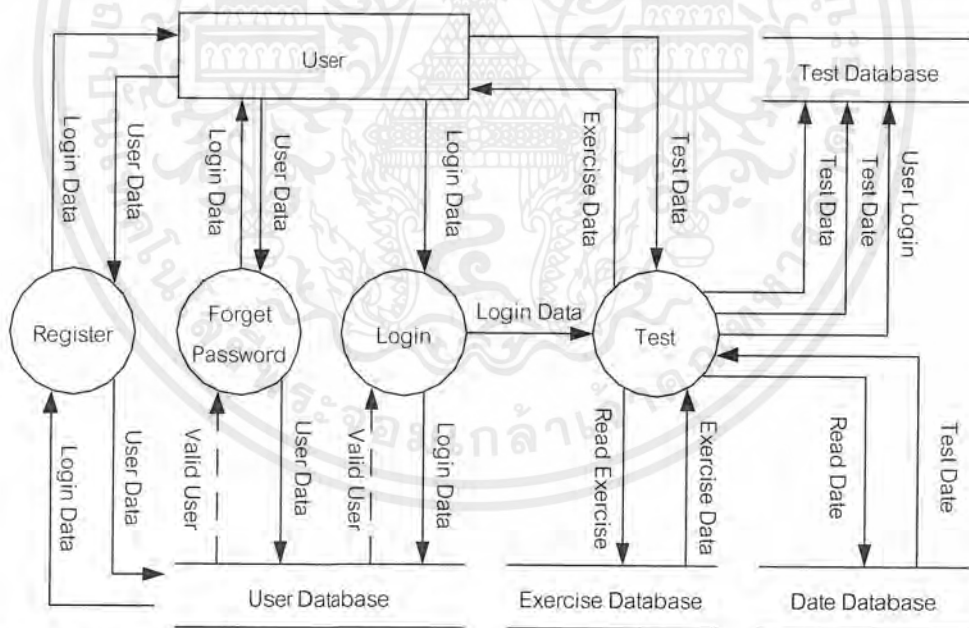 User
Test Database
Login Data
User Data
Login Data
User Data
Login Data
Exercise Data
Test Data
Test Data
Test Date
User Login
Register
Forget
Password
Login
Login Data
Test
Login Data
User Data
Valid User
User Data
Valid User
Login Data
Read Exercise
Exercise Data
Read Date
Test Date
User Database
Exercise Database
Date Database